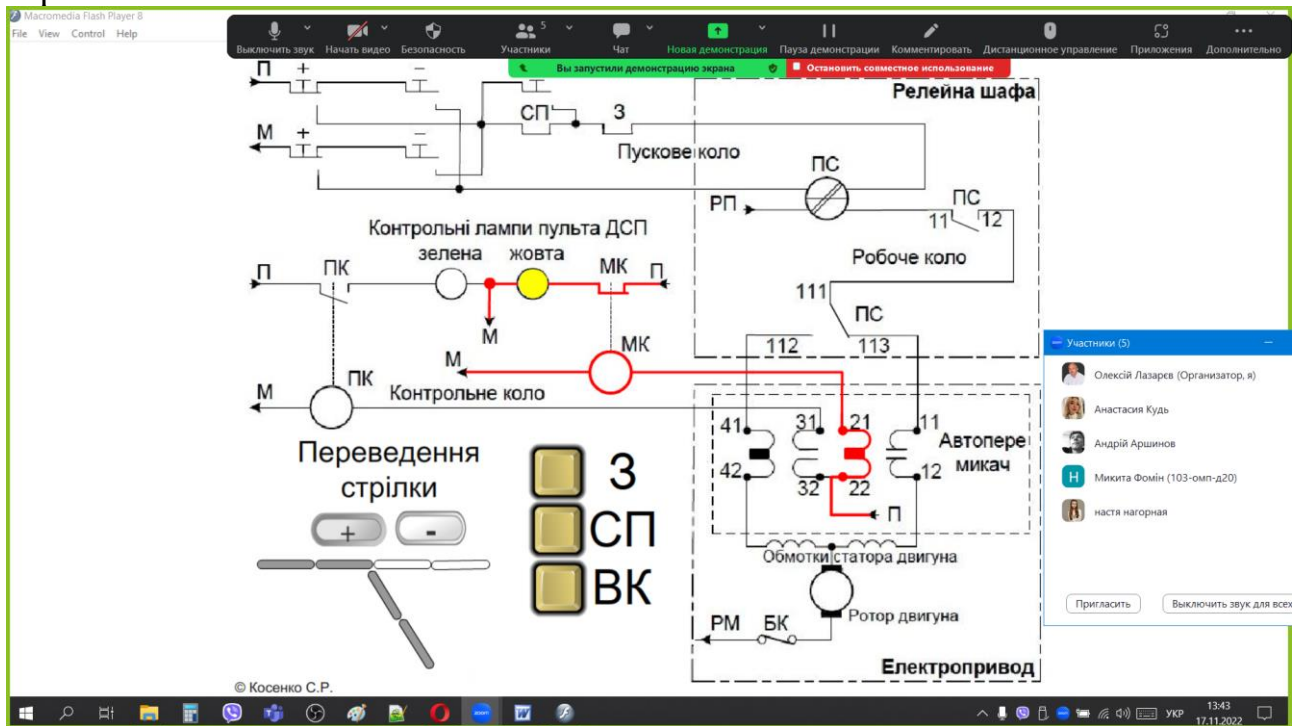 Macromedia Flash Player 8
File View Control Help
Выключить звук Начать видео Безопасность Участники 5 Чат Новая демонстрация Пауза демонстрации Комментировать Дистанционное управление Приложения Дополнительно
Вы запустили демонстрацию экрана Остановить совместное использование
П + − Релейна шафа
СП З
М + −
Пускове коло
ПС
РП ПС
11 12
Контрольні лампи пульта ДСП
зелена жовта
П ПК МК П
Робоче коло
111
ПС
М
112 113
М МК
М ПК Контрольне коло
41 31 21 11
Автопере
микач
42 32 22 12
П
Переведення
стрілки
+ -
З
СП
ВК
Обмотки статора двигуна
Ротор двигуна
РМ БК
Електропривод
© Косенко С.Р.
Участники (5)
Олексій Лазарєв (Организатор, я)
Анастасия Кудь
Андрій Аршинов
Н Микита Фомін (103-омп-д20)
настя нагорная
Пригласить Выключить звук для всех
zoom W УКР 13:43
17.11.2022